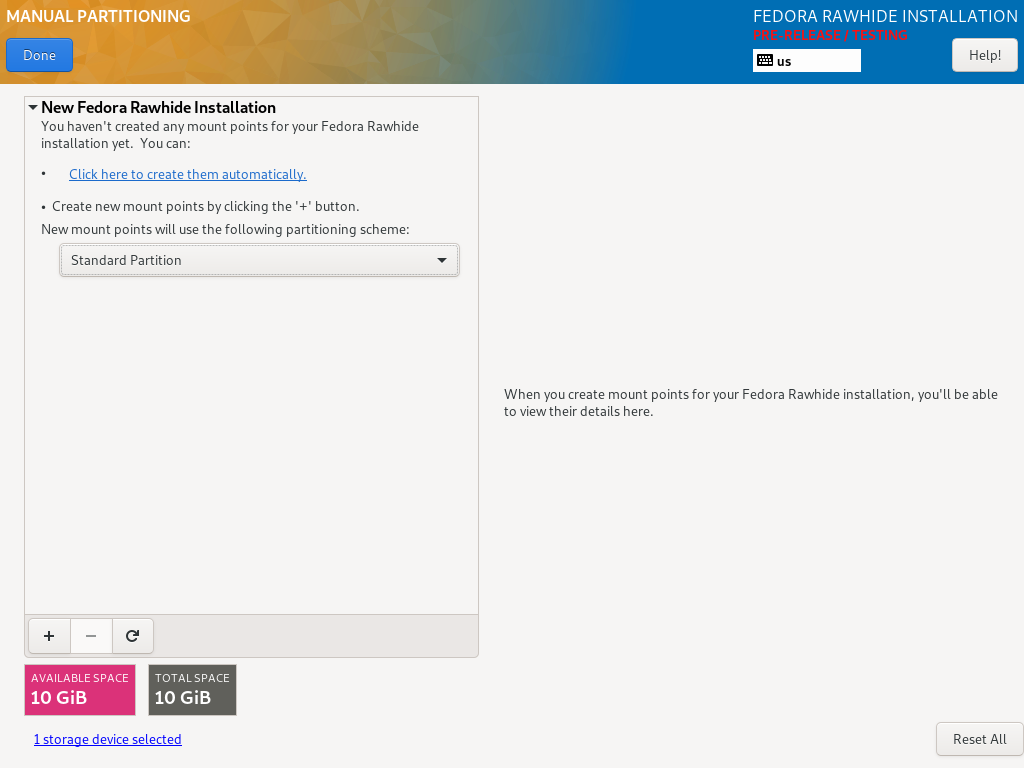 MANUAL PARTITIONING
FEDORA RAWHIDE INSTALLATION
PRE-RELEASE / TESTING
Done
us
Help!
New Fedora Rawhide Installation
You haven't created any mount points for your Fedora Rawhide
installation yet.  You can:
• Click here to create them automatically.
• Create new mount points by clicking the '+' button.
New mount points will use the following partitioning scheme:
Standard Partition
When you create mount points for your Fedora Rawhide installation, you'll be able
to view their details here.
+ −
AVAILABLE SPACE
10 GiB
TOTAL SPACE
10 GiB
1 storage device selected
Reset All